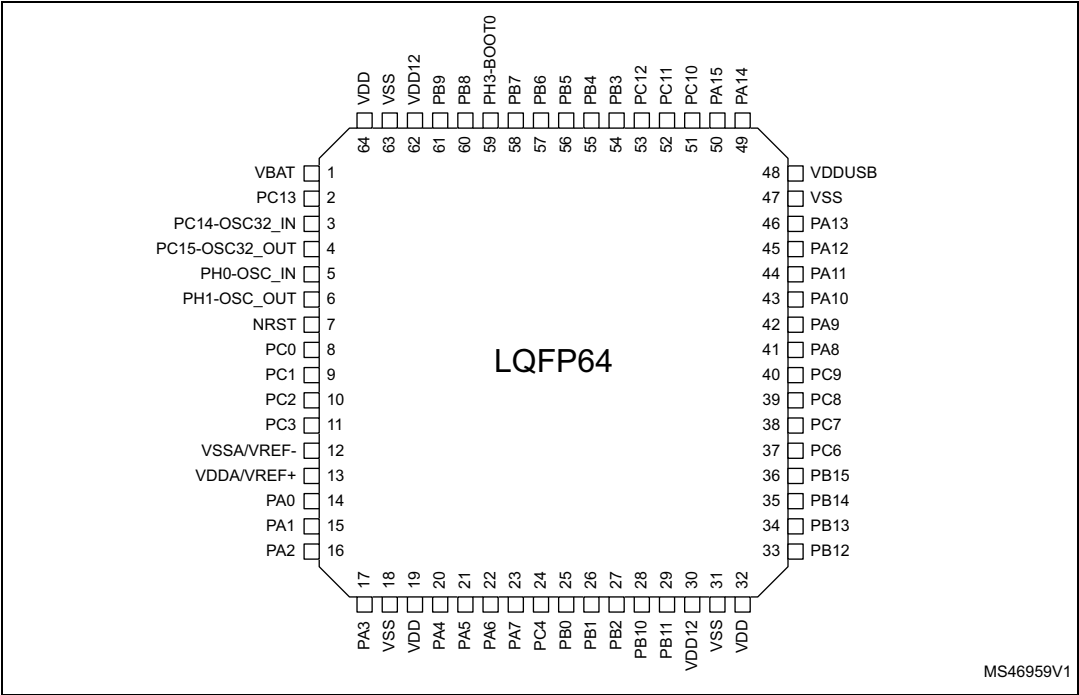 VDD
VSS
VDD12
PB9
PB8
PH3-BOOT0
PB7
PB6
PB5
PB4
PB3
PC12
PC11
PC10
PA15
PA14
64
63
62
61
60
59
58
57
56
55
54
53
52
51
50
49
VBAT 1
PC13 2
PC14-OSC32_IN 3
PC15-OSC32_OUT 4
PH0-OSC_IN 5
PH1-OSC_OUT 6
NRST 7
PC0 8
PC1 9
PC2 10
PC3 11
VSSA/VREF- 12
VDDA/VREF+ 13
PA0 14
PA1 15
PA2 16
LQFP64
48 VDDUSB
47 VSS
46 PA13
45 PA12
44 PA11
43 PA10
42 PA9
41 PA8
40 PC9
39 PC8
38 PC7
37 PC6
36 PB15
35 PB14
34 PB13
33 PB12
17
18
19
20
21
22
23
24
25
26
27
28
29
30
31
32
PA3
VSS
VDD
PA4
PA5
PA6
PA7
PC4
PB0
PB1
PB2
PB10
PB11
VDD12
VSS
VDD
MS46959V1